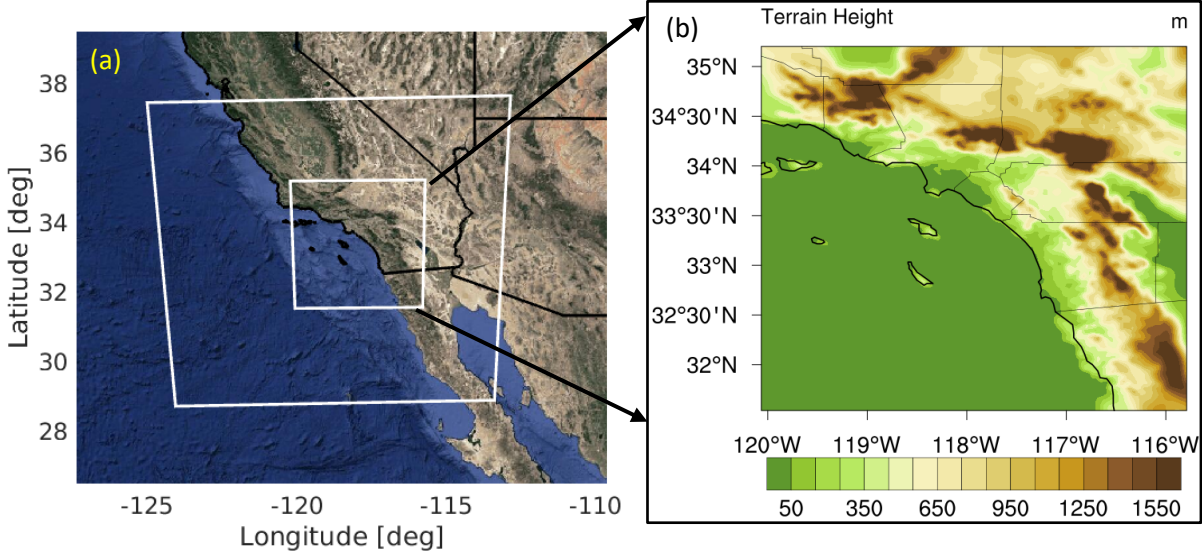 (a)
38
36
34
32
30
28
Latitude [deg]
-125
-120
-115
-110
Longitude [deg]
(b)
Terrain Height
m
35°N
34°30'N
34°N
33°30'N
33°N
32°30'N
32°N
120°W
119°W
118°W
117°W
116°W
50
350
650
950
1250
1550